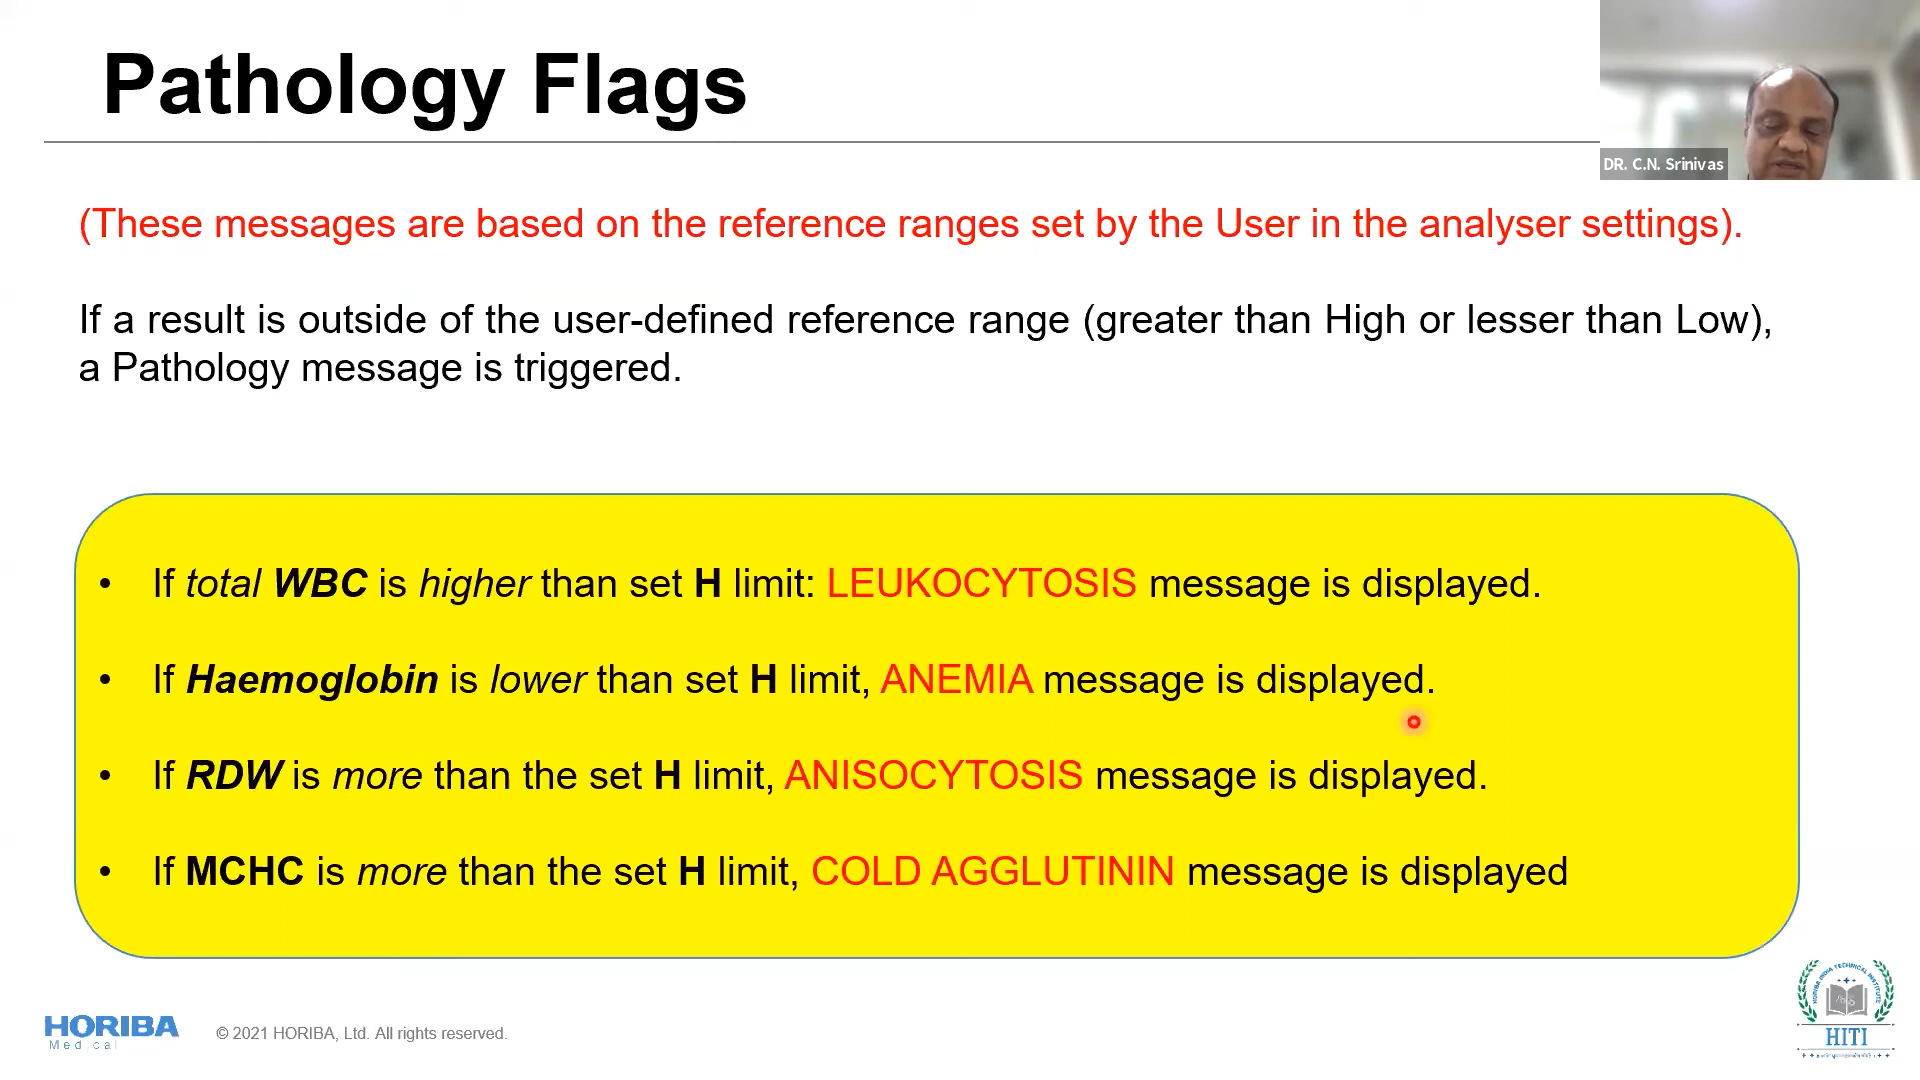 Pathology Flags
DR. C.N. Srinivas
(These messages are based on the reference ranges set by the User in the analyser settings).
If a result is outside of the user-defined reference range (greater than High or lesser than Low),
a Pathology message is triggered.
• If total WBC is higher than set H limit: LEUKOCYTOSIS message is displayed.
• If Haemoglobin is lower than set H limit, ANEMIA message is displayed.
• If RDW is more than the set H limit, ANISOCYTOSIS message is displayed.
• If MCHC is more than the set H limit, COLD AGGLUTININ message is displayed
HORIBA
Medical
© 2021 HORIBA, Ltd. All rights reserved.
HORIBA INDIA TECHNICAL INSTITUTE
HITI